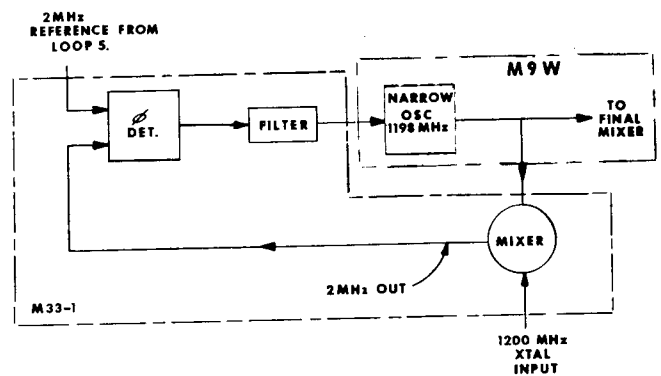 2MHz
REFERENCE FROM
LOOP 5.
M9W
Ø
DET.
FILTER
NARROW
OSC
1198 MHz
TO
FINAL
MIXER
MIXER
2MHz OUT
M33-1
1200 MHz
XTAL
INPUT